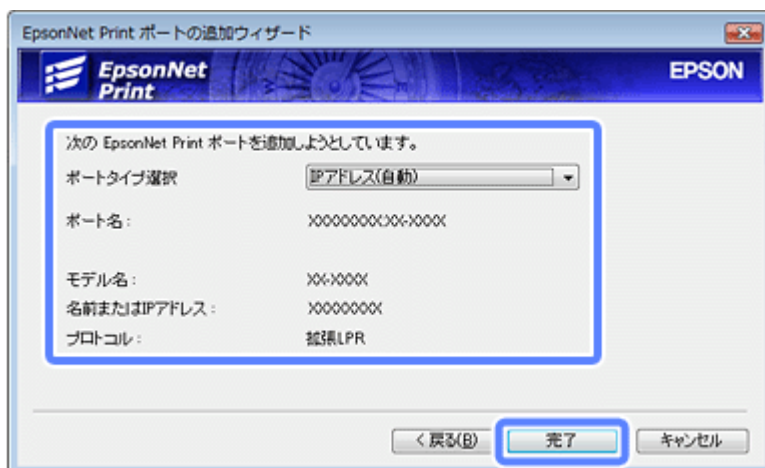 EpsonNet Print ポートの追加ウィザード
EpsonNet
Print
EPSON
次の EpsonNet Print ポートを追加しようとしています。
ポートタイプ選択 IPアドレス(自動)
ポート名: XXXXXXXX:XX-XXXX
モデル名: XX-XXXX
名前またはIPアドレス: XXXXXXXX
プロトコル: 拡張LPR
< 戻る(B) 完了 キャンセル